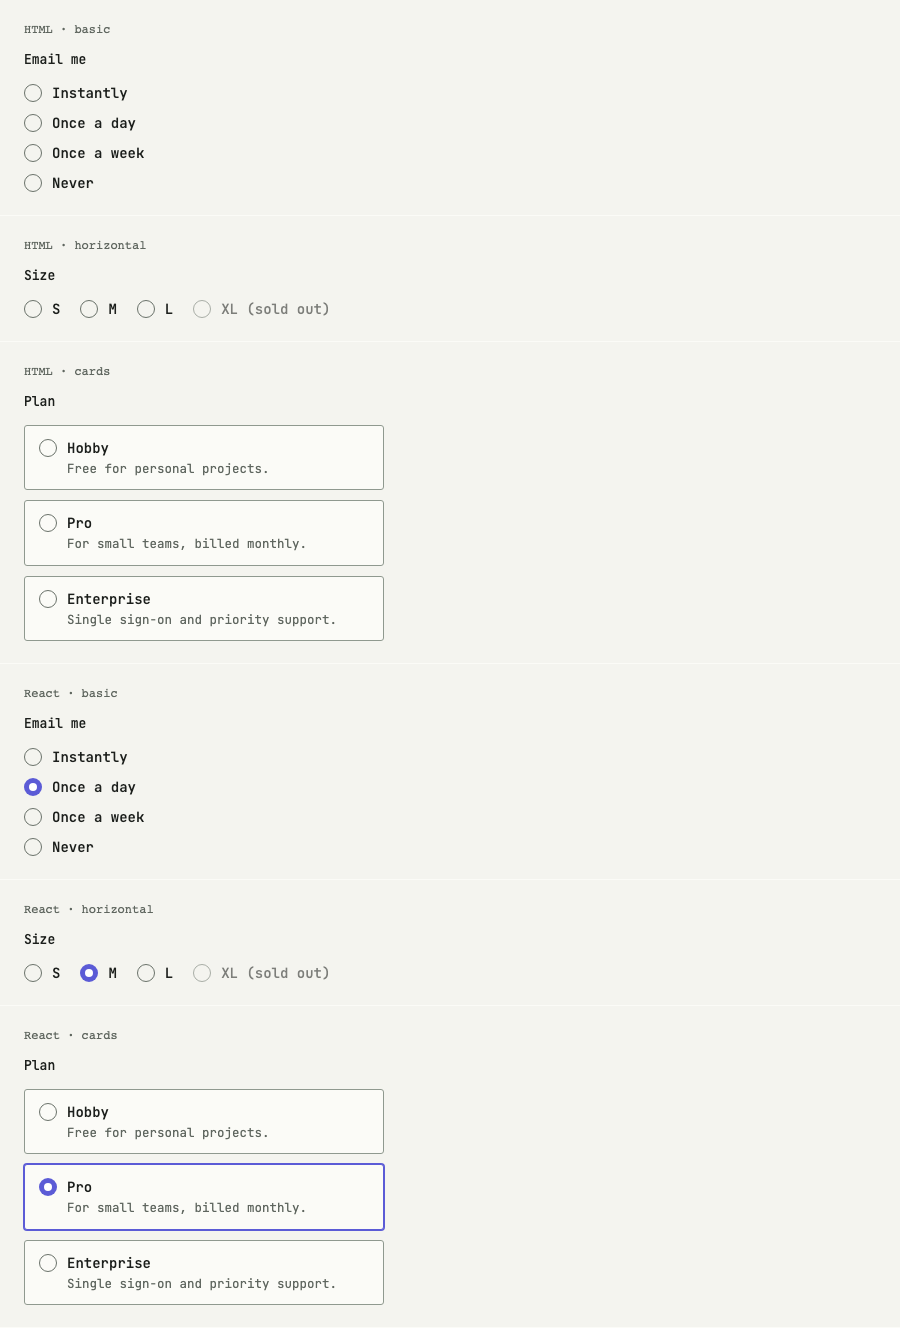 HTML · basic
Email me
Instantly
Once a day
Once a week
Never
HTML · horizontal
Size
S M L XL (sold out)
HTML · cards
Plan
Hobby
Free for personal projects.
Pro
For small teams, billed monthly.
Enterprise
Single sign-on and priority support.
React · basic
Email me
Instantly
Once a day
Once a week
Never
React · horizontal
Size
S M L XL (sold out)
React · cards
Plan
Hobby
Free for personal projects.
Pro
For small teams, billed monthly.
Enterprise
Single sign-on and priority support.